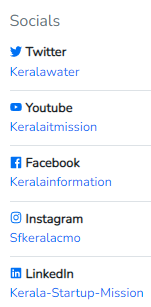 Socials
Twitter
Keralawater
Youtube
Keralaitmission
Facebook
Keralainformation
Instagram
Sfkeralacmo
LinkedIn
Kerala-Startup-Mission